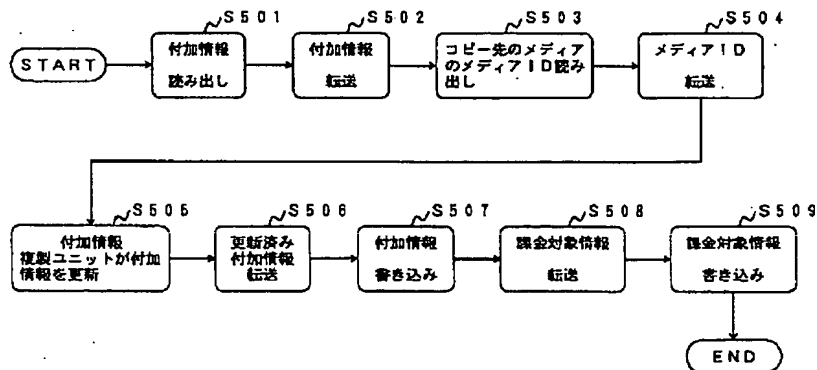 S501
S502
S503
S504
START
付加情報
読み出し
付加情報
転送
コピー先のメディア
のメディアID読み
出し
メディアID
転送
S505
S506
S507
S508
S509
付加情報
複製ユニットが付加
情報を更新
更新済み
付加情報
転送
付加情報
書き込み
課金対象情報
転送
課金対象情報
書き込み
END